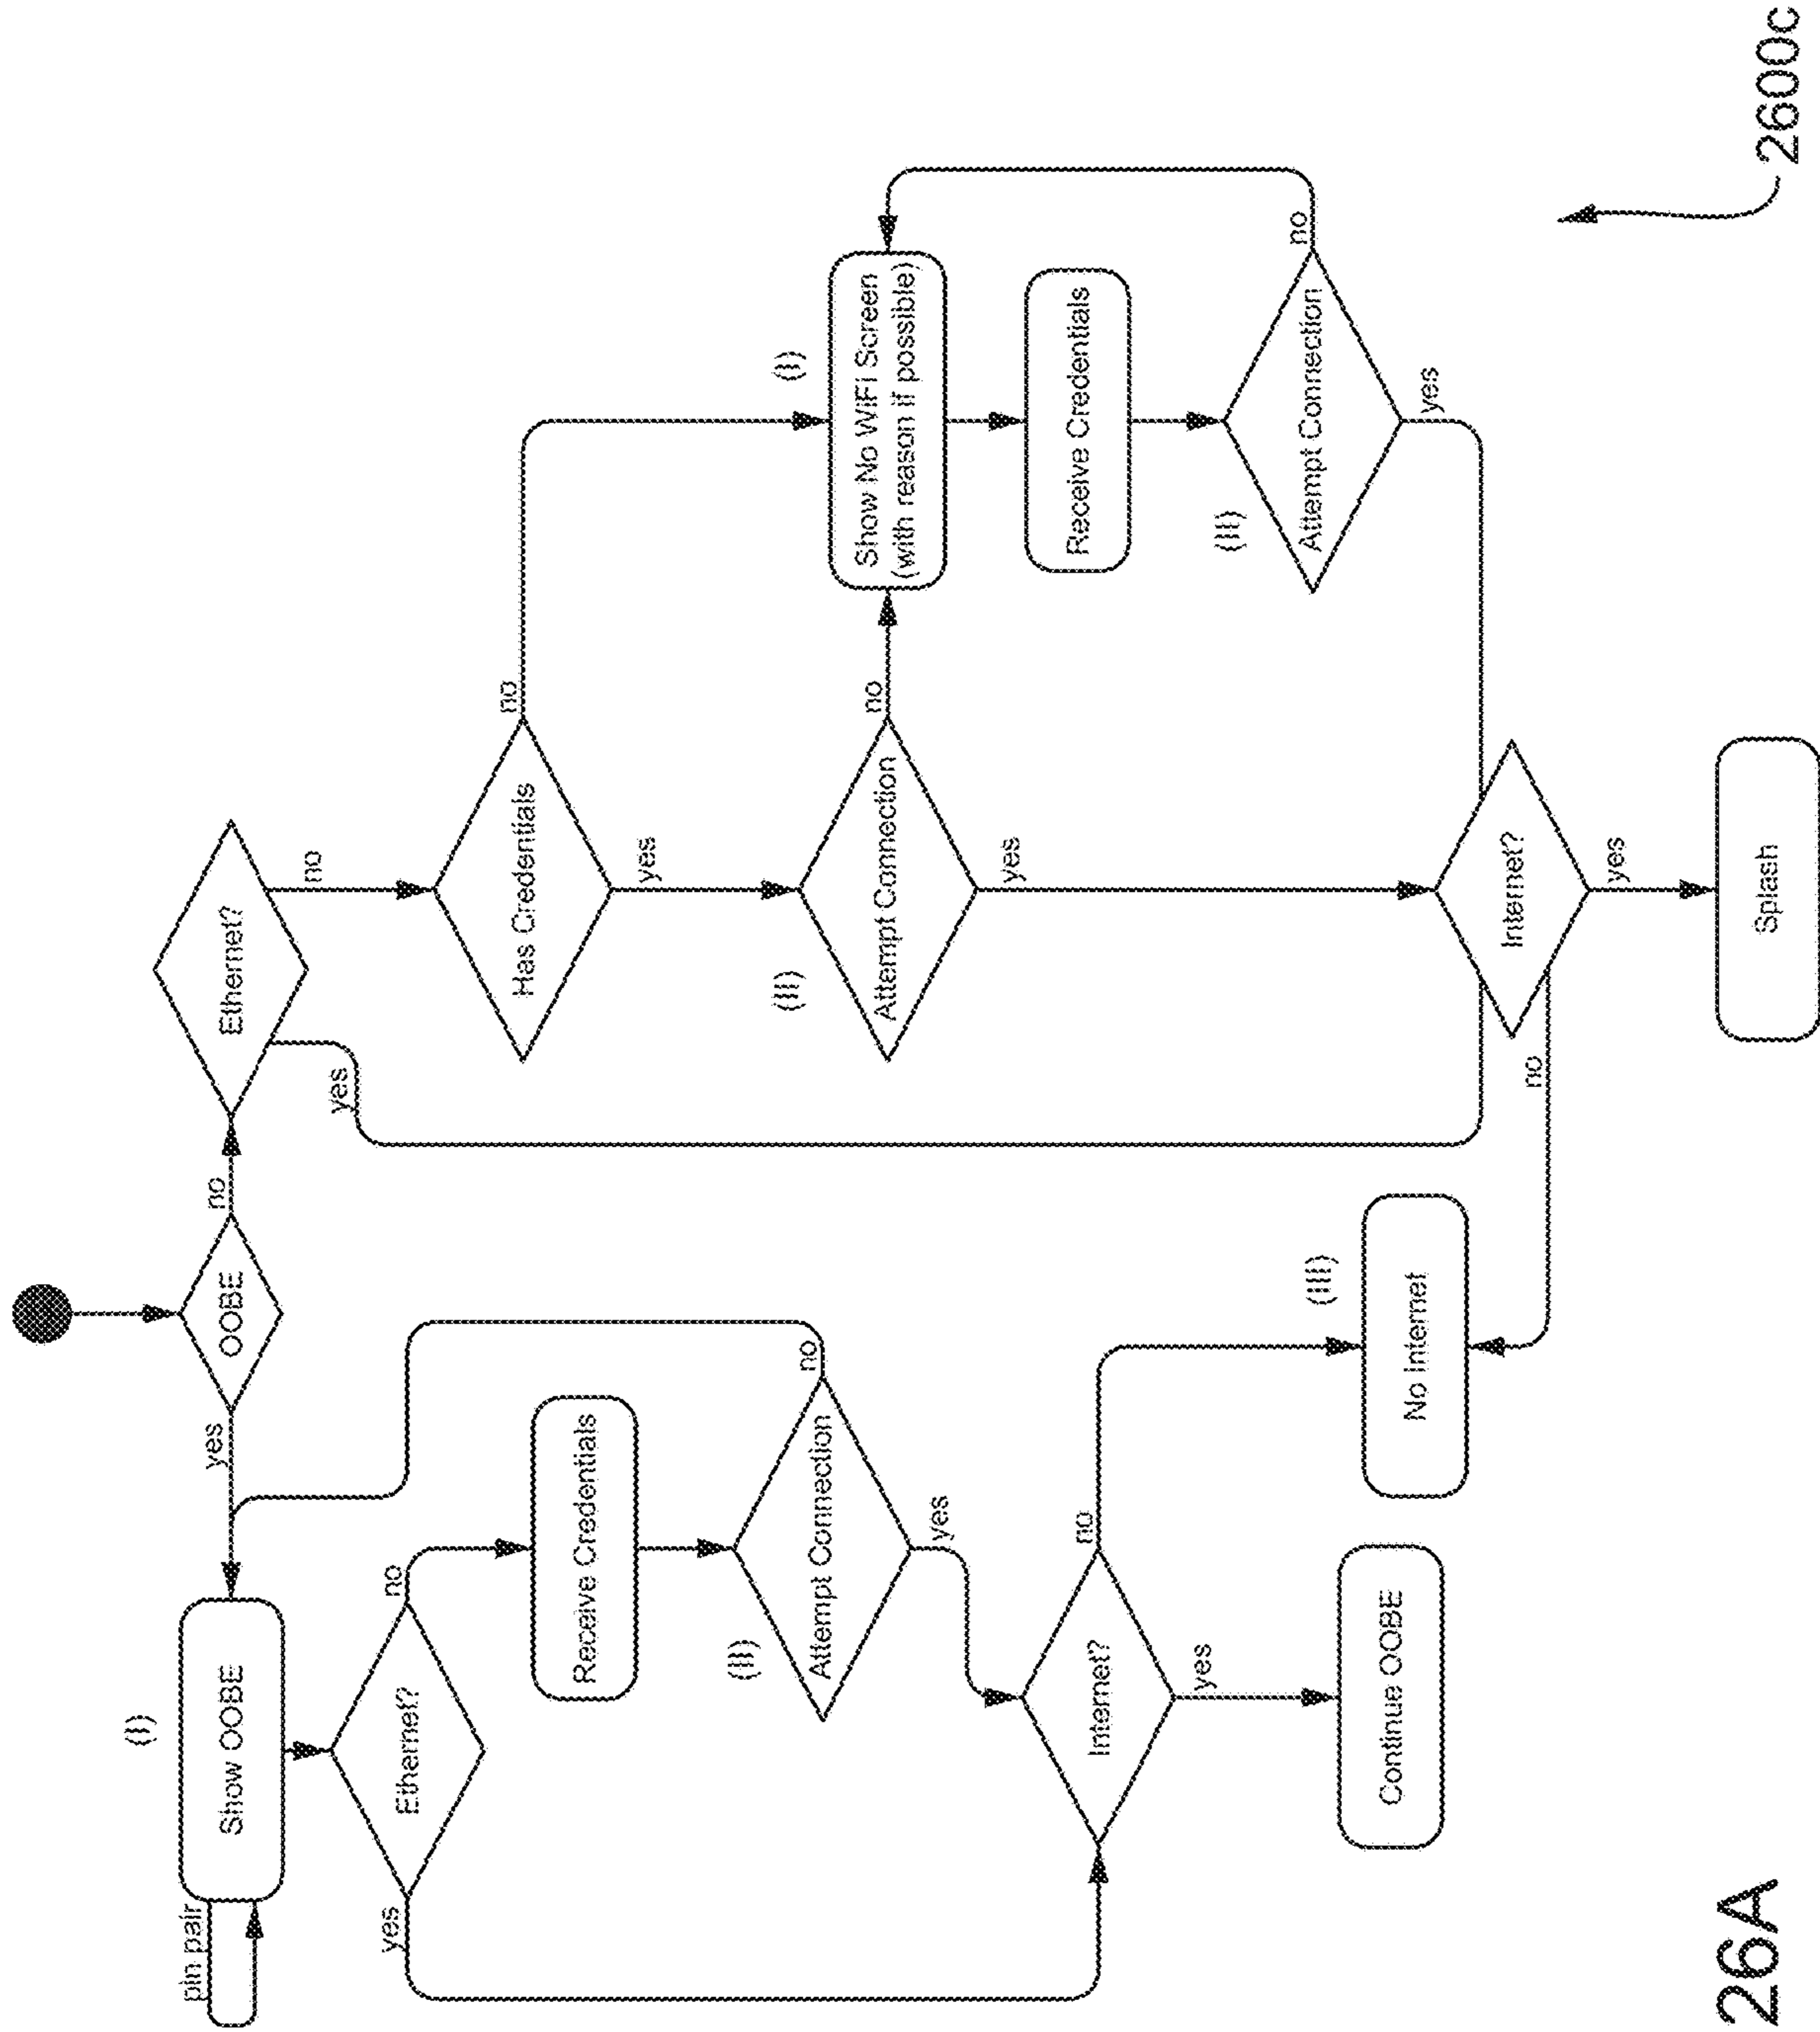 OOBE
yes
no
(I)
Show OOBE
pin pair
Ethernet?
yes
no
Receive Credentials
(II)
Attempt Connection
no
yes
Internet?
no
yes
Continue OOBE
(III)
No Internet
Ethernet?
yes
no
Has Credentials
no
yes
(II)
Attempt Connection
no
yes
(I)
Show No WiFi Screen
(with reason if possible)
Receive Credentials
(II)
Attempt Connection
no
yes
Internet?
no
yes
Splash
26A
2600c